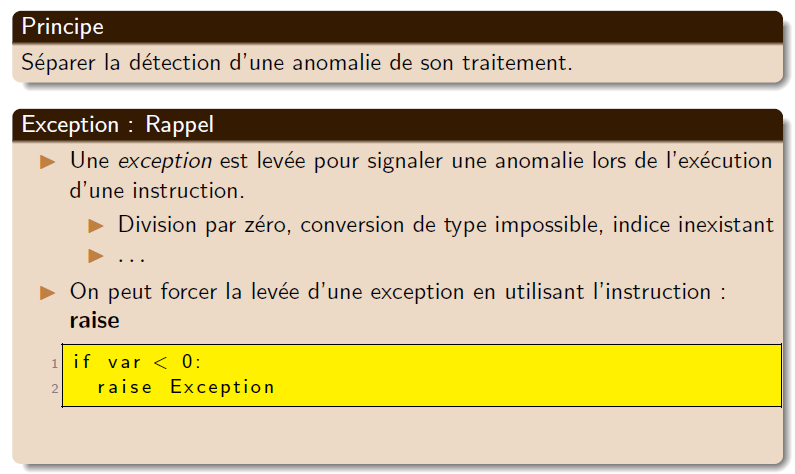 Principe
Séparer la détection d'une anomalie de son traitement.
Exception : Rappel
▶ Une exception est levée pour signaler une anomalie lors de l'exécution
d'une instruction.
▶ Division par zéro, conversion de type impossible, indice inexistant
▶ ...
▶ On peut forcer la levée d'une exception en utilisant l'instruction :
raise
1 if var < 0:
2 raise Exception